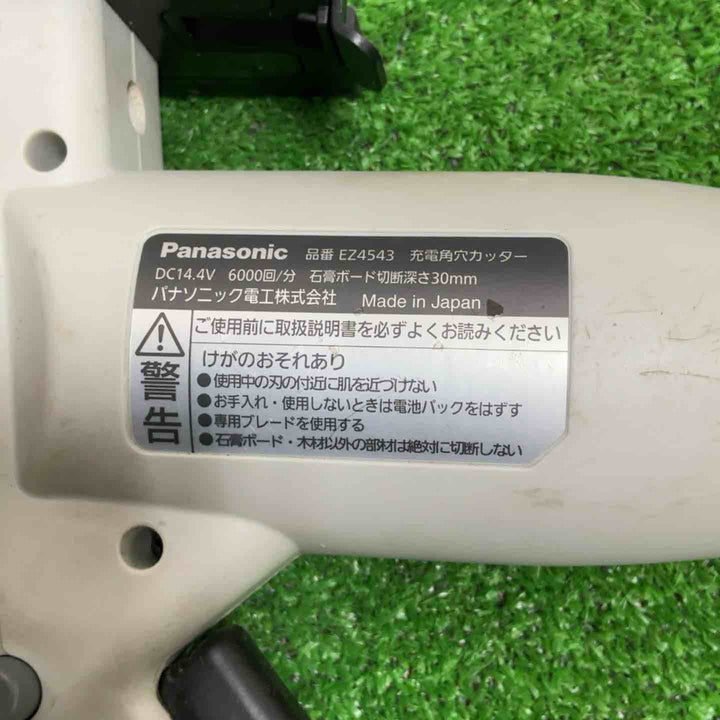 Panasonic 品番 EZ4543 充電角穴カッター
DC14.4V 6000回/分 石膏ボード切断深さ30mm
パナソニック電工株式会社 Made in Japan
ご使用前に取扱説明書を必ずよくお読みください
警告
けがのおそれあり
●使用中の刃の付近に肌を近づけない
●お手入れ・使用しないときは電池パックをはずす
●専用ブレードを使用する
●石膏ボード・木材以外の部材は絶対に切断しない